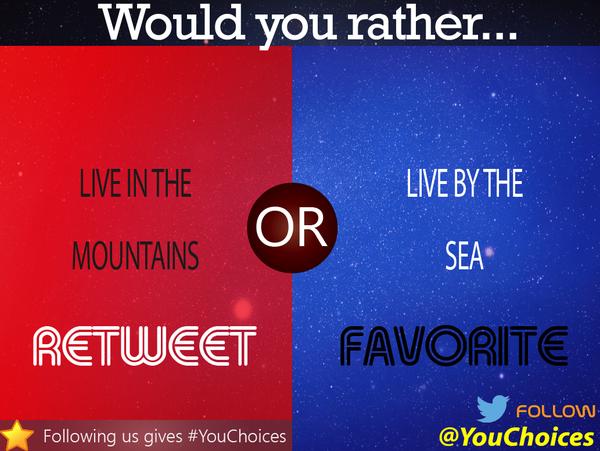 Would you rather...
LIVE IN THE
MOUNTAINS
RETWEET
OR
LIVE BY THE
SEA
FAVORITE
Following us gives #YouChoices
FOLLOW
@YouChoices